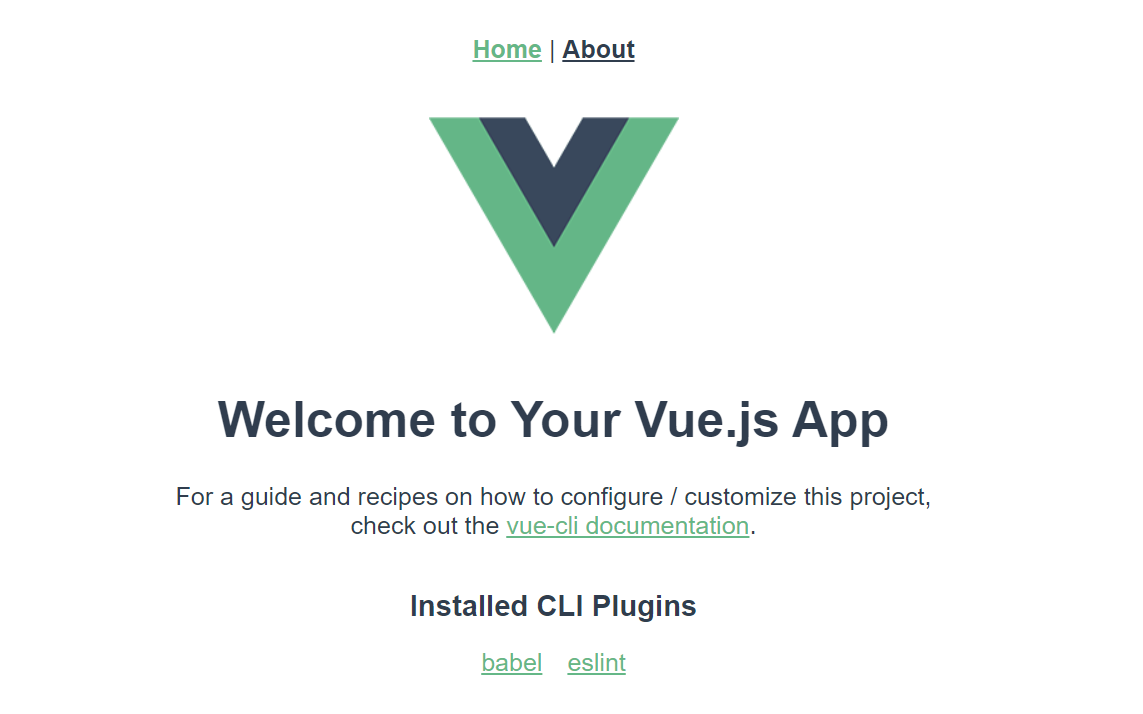 Home | About
Welcome to Your Vue.js App
For a guide and recipes on how to configure / customize this project,
check out the vue-cli documentation.
Installed CLI Plugins
babel eslint